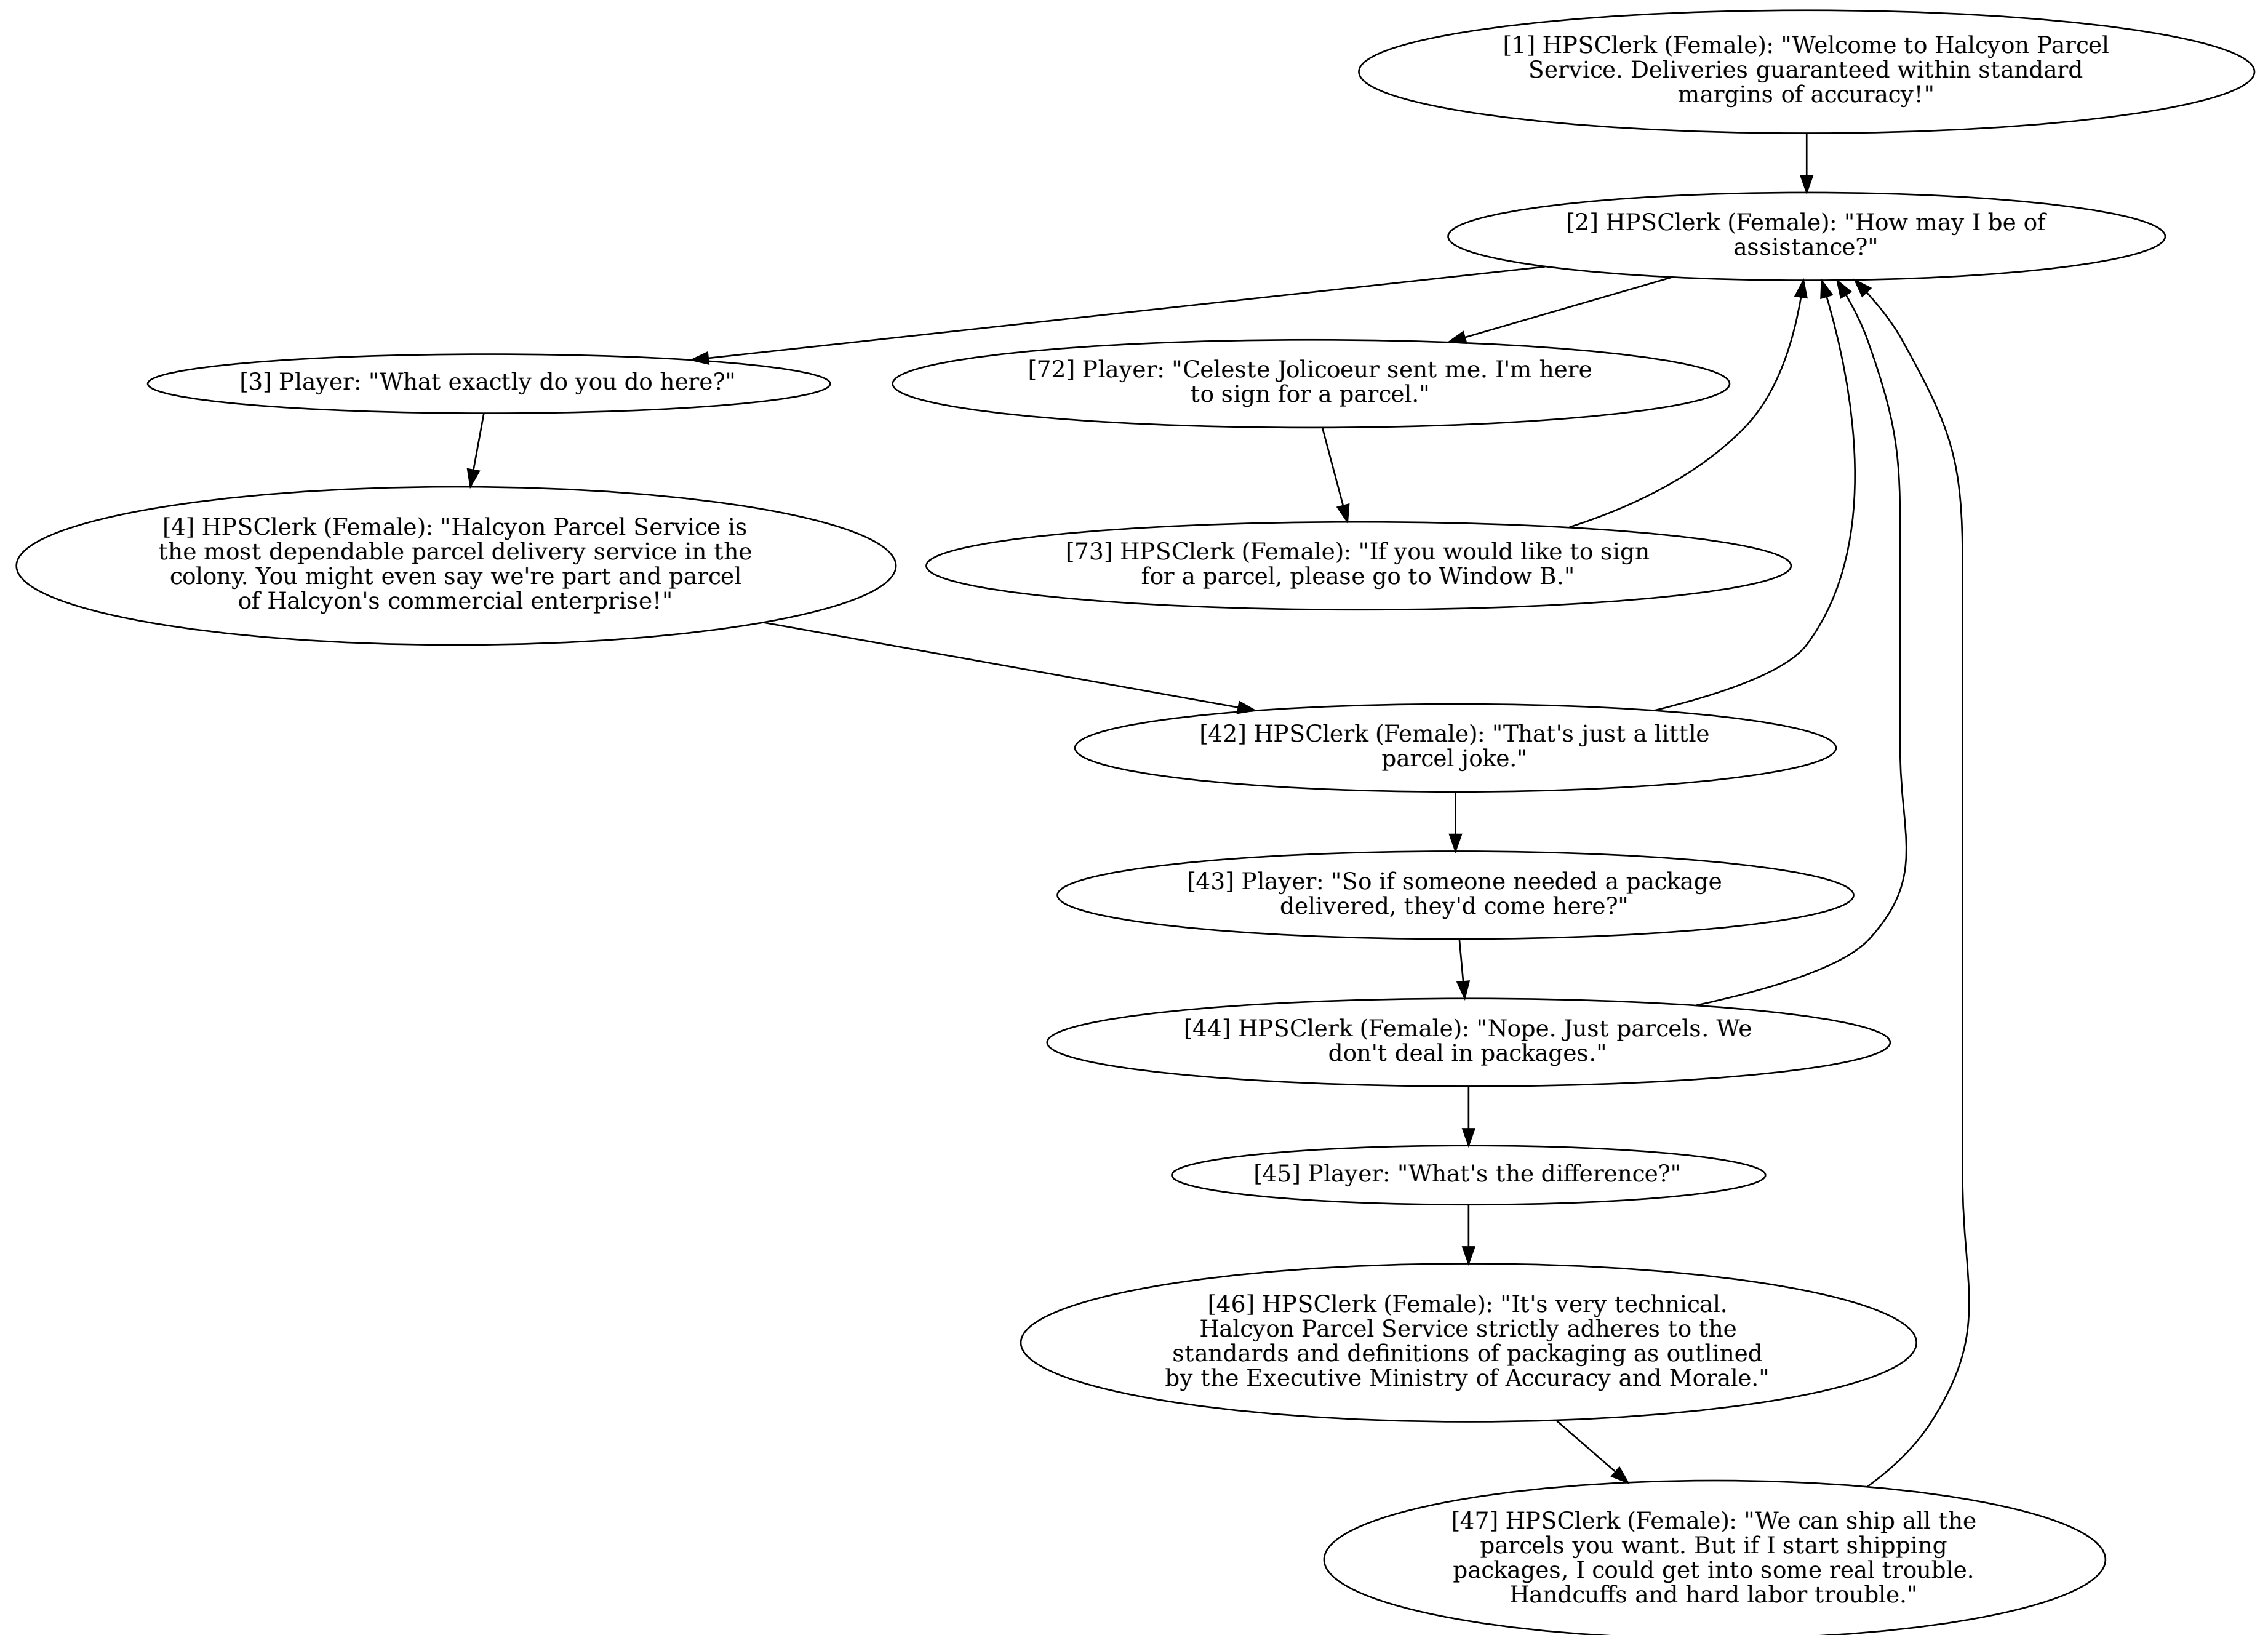 [1] HPSClerk (Female): "Welcome to Halcyon Parcel
Service. Deliveries guaranteed within standard
margins of accuracy!"
[2] HPSClerk (Female): "How may I be of
assistance?"
[3] Player: "What exactly do you do here?"
[72] Player: "Celeste Jolicoeur sent me. I'm here
to sign for a parcel."
[4] HPSClerk (Female): "Halcyon Parcel Service is
the most dependable parcel delivery service in the
colony. You might even say we're part and parcel
of Halcyon's commercial enterprise!"
[73] HPSClerk (Female): "If you would like to sign
for a parcel, please go to Window B."
[42] HPSClerk (Female): "That's just a little
parcel joke."
[43] Player: "So if someone needed a package
delivered, they'd come here?"
[44] HPSClerk (Female): "Nope. Just parcels. We
don't deal in packages."
[45] Player: "What's the difference?"
[46] HPSClerk (Female): "It's very technical.
Halcyon Parcel Service strictly adheres to the
standards and definitions of packaging as outlined
by the Executive Ministry of Accuracy and Morale."
[47] HPSClerk (Female): "We can ship all the
parcels you want. But if I start shipping
packages, I could get into some real trouble.
Handcuffs and hard labor trouble."